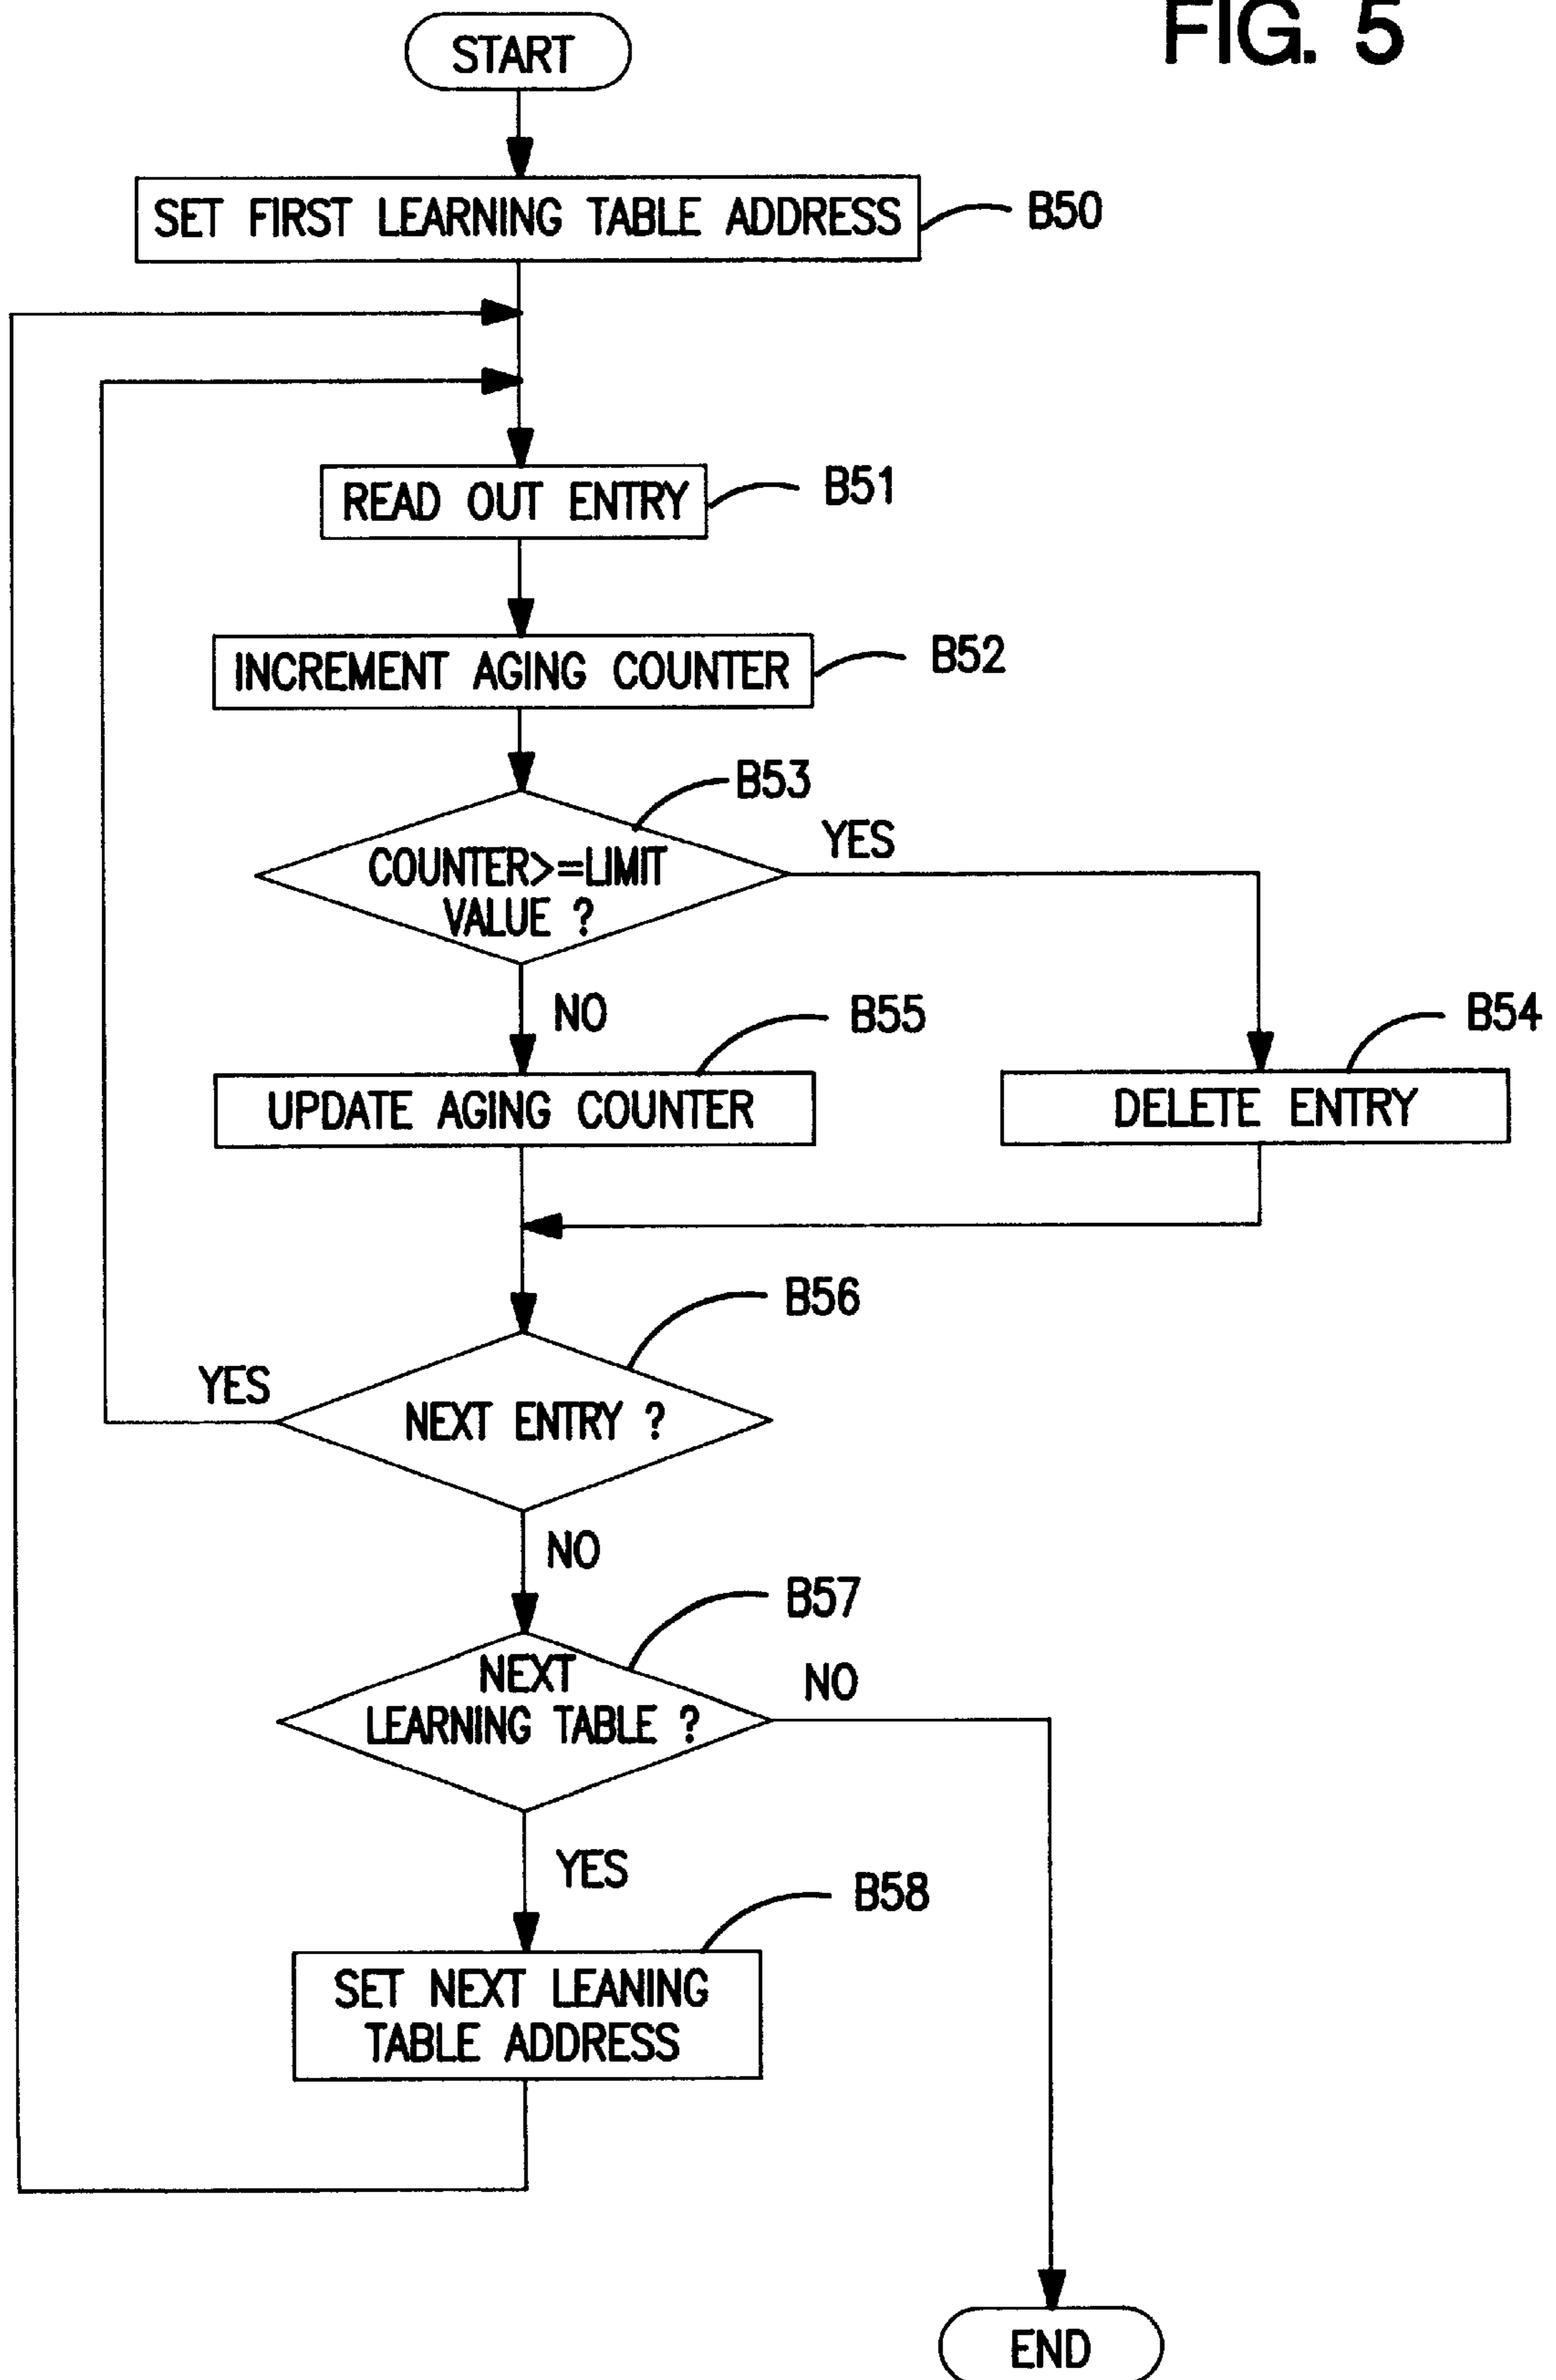 FIG. 5
START
SET FIRST LEARNING TABLE ADDRESS
B50
READ OUT ENTRY
B51
INCREMENT AGING COUNTER
B52
B53
COUNTER>=LIMIT
VALUE ?
YES
NO
B55
B54
UPDATE AGING COUNTER
DELETE ENTRY
B56
YES
NEXT ENTRY ?
NO
B57
NEXT
LEARNING TABLE ?
NO
YES
B58
SET NEXT LEANING
TABLE ADDRESS
END